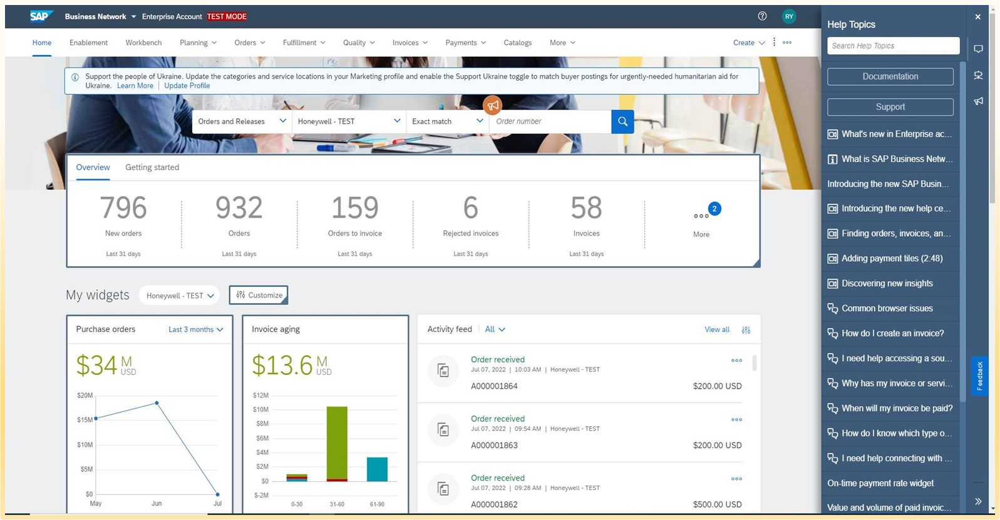 SAP Business Network Enterprise Account TEST MODE RY
Home Enablement Workbench Planning Orders Fulfillment Quality Invoices Payments Catalogs More Create
Support the people of Ukraine. Update the categories and service locations in your Marketing profile and enable the Support Ukraine toggle to match buyer postings for urgently-needed humanitarian aid for
Ukraine. Learn More Update Profile
Orders and Releases Honeywell - TEST Exact match Order number
Overview Getting started
796 932 159 6 58 2
New orders Orders Orders to invoice Rejected invoices Invoices More
Last 31 days Last 31 days Last 31 days Last 31 days Last 31 days
My widgets Honeywell - TEST Customize
Purchase orders Last 3 months
$34 M USD
$20M
$15M
$10M
$5M
$0
May Jun Jul
Invoice aging
$13.6 M USD
$12M
$10M
$8M
$6M
$4M
$2M
$0
$-2M
0-30 31-60 61-90
Activity feed All View all
Order received
Jul 07, 2022 | 10:03 AM | Honeywell - TEST
A000001864 $200.00 USD
Order received
Jul 07, 2022 | 09:54 AM | Honeywell - TEST
A000001863 $200.00 USD
Order received
Jul 07, 2022 | 09:28 AM | Honeywell - TEST
A000001862 $500.00 USD
Help Topics
Search Help Topics
Documentation
Support
What's new in Enterprise ac...
What is SAP Business Netw...
Introducing the new SAP Busin...
Introducing the new help ce...
Finding orders, invoices, an...
Adding payment tiles (2:48)
Discovering new insights
Common browser issues
How do I create an invoice?
I need help accessing a sou...
Why has my invoice or servi...
When will my invoice be paid?
How do I know which type o...
I need help connecting with ...
On-time payment rate widget
Value and volume of paid invoic...
Feedback